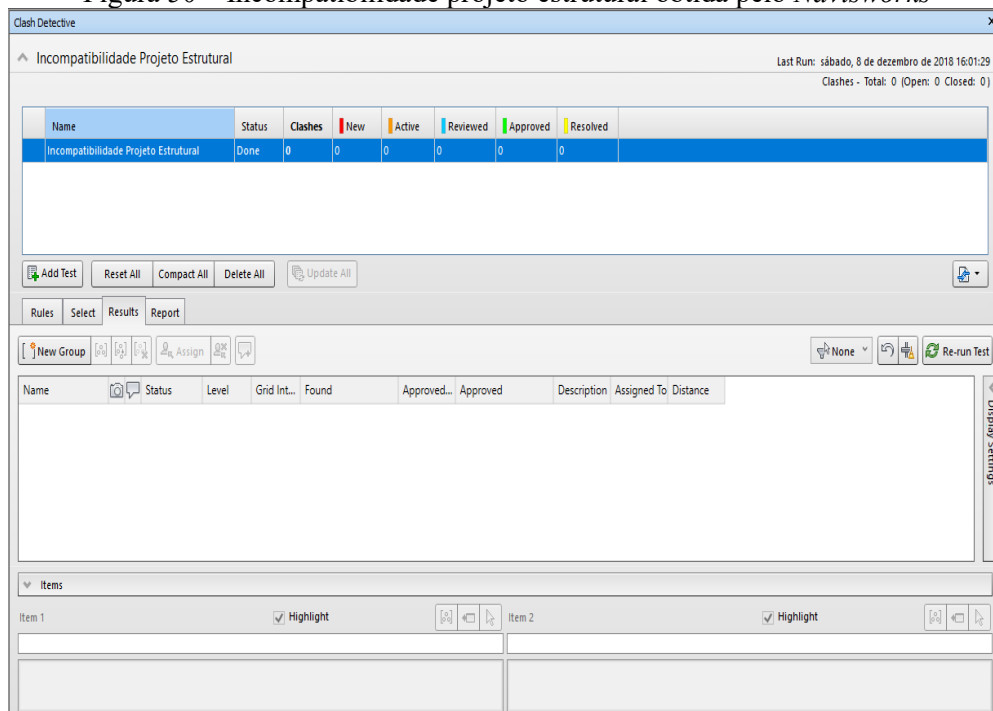 Figura 50 – Incompatibilidade projeto estrutural obtida pelo Navisworks
Clash Detective
Incompatibilidade Projeto Estrutural
Last Run: sábado, 8 de dezembro de 2018 16:01:29
Clashes - Total: 0 (Open: 0 Closed: 0)
Name Status Clashes New Active Reviewed Approved Resolved
Incompatibilidade Projeto Estrutural Done 0 0 0 0 0 0
Add Test Reset All Compact All Delete All Update All
Rules Select Results Report
New Group Assign None Re-run Test
Name Status Level Grid Int... Found Approved... Approved Description Assigned To Distance
Display Settings
Items
Item 1 Highlight Item 2 Highlight